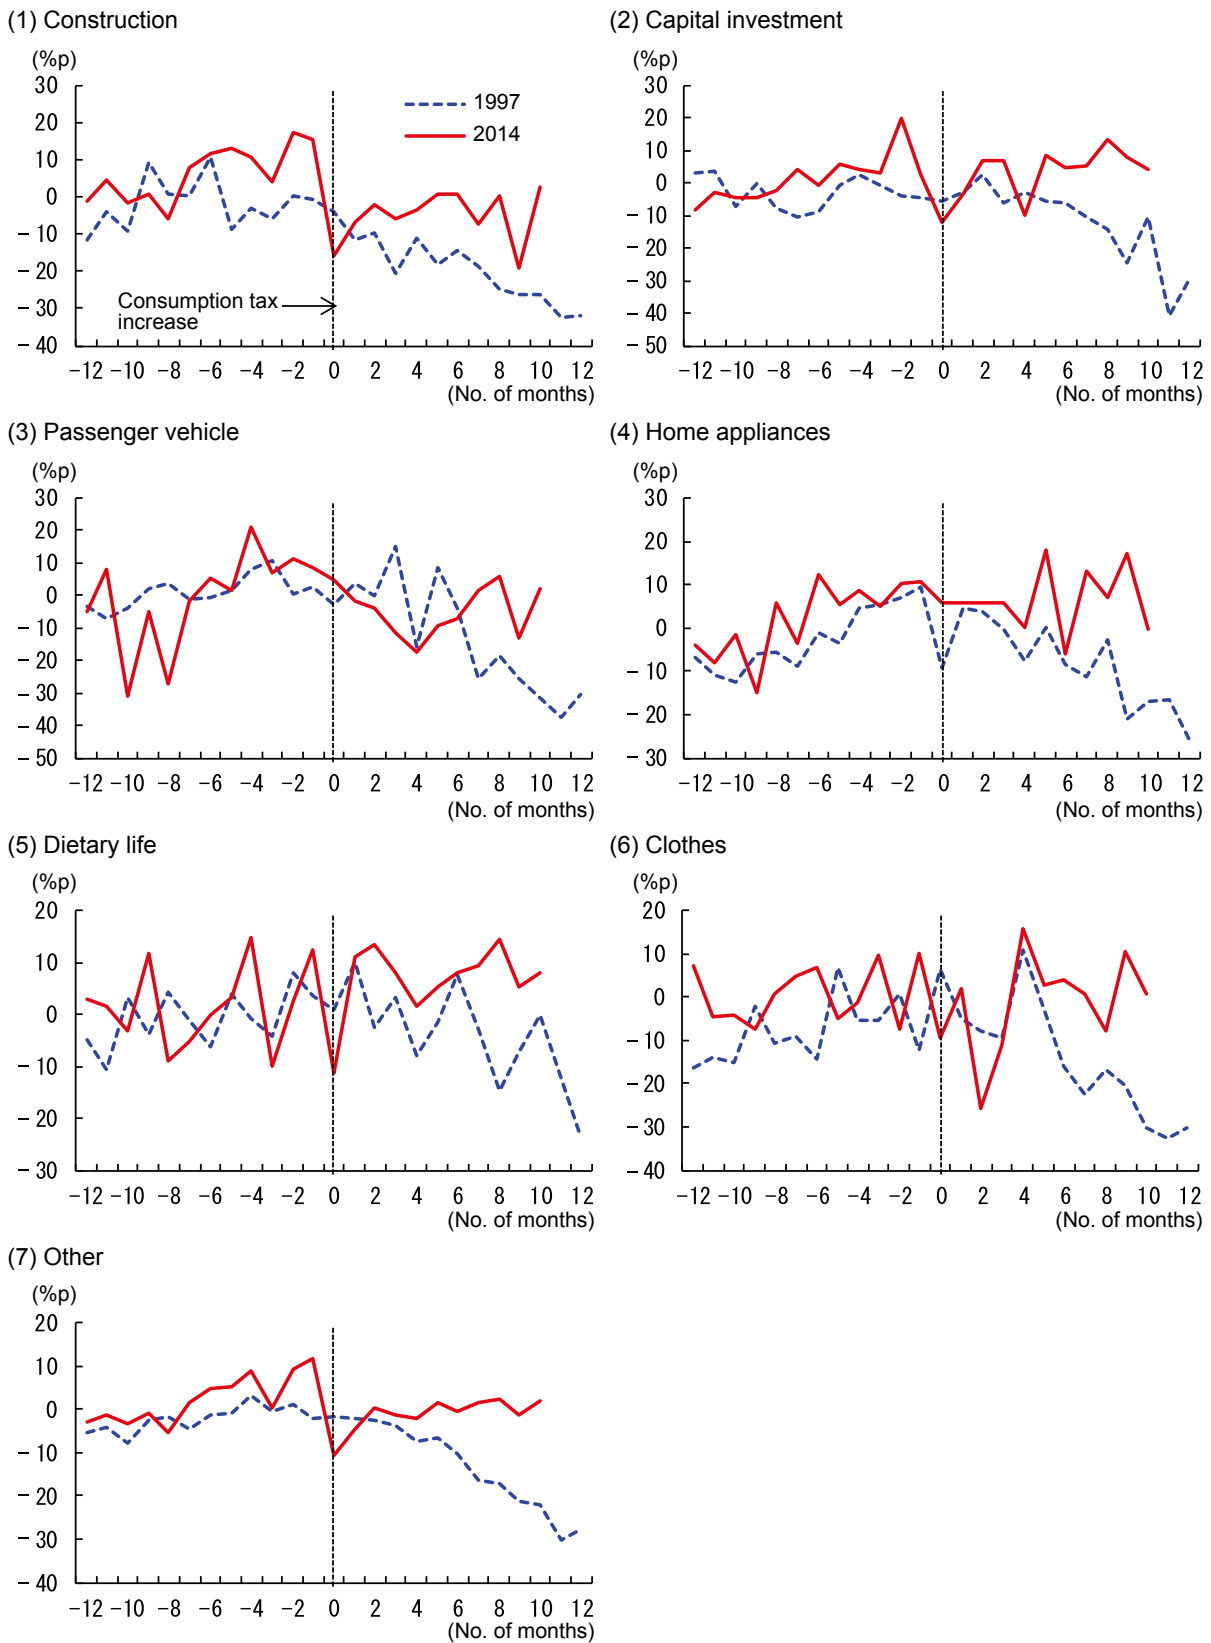 (1) Construction
(%p)
30
20
10
0
−10
−20
−30
−40
1997
2014
Consumption tax
increase
−12 −10 −8 −6 −4 −2 0 2 4 6 8 10 12
(No. of months)
(2) Capital investment
(%p)
30
20
10
0
−10
−20
−30
−40
−50
−12 −10 −8 −6 −4 −2 0 2 4 6 8 10 12
(No. of months)
(3) Passenger vehicle
(%p)
30
20
10
0
−10
−20
−30
−40
−50
−12 −10 −8 −6 −4 −2 0 2 4 6 8 10 12
(No. of months)
(4) Home appliances
(%p)
30
20
10
0
−10
−20
−30
−12 −10 −8 −6 −4 −2 0 2 4 6 8 10 12
(No. of months)
(5) Dietary life
(%p)
20
10
0
−10
−20
−30
−12 −10 −8 −6 −4 −2 0 2 4 6 8 10 12
(No. of months)
(6) Clothes
(%p)
20
10
0
−10
−20
−30
−40
−12 −10 −8 −6 −4 −2 0 2 4 6 8 10 12
(No. of months)
(7) Other
(%p)
20
10
0
−10
−20
−30
−40
−12 −10 −8 −6 −4 −2 0 2 4 6 8 10 12
(No. of months)